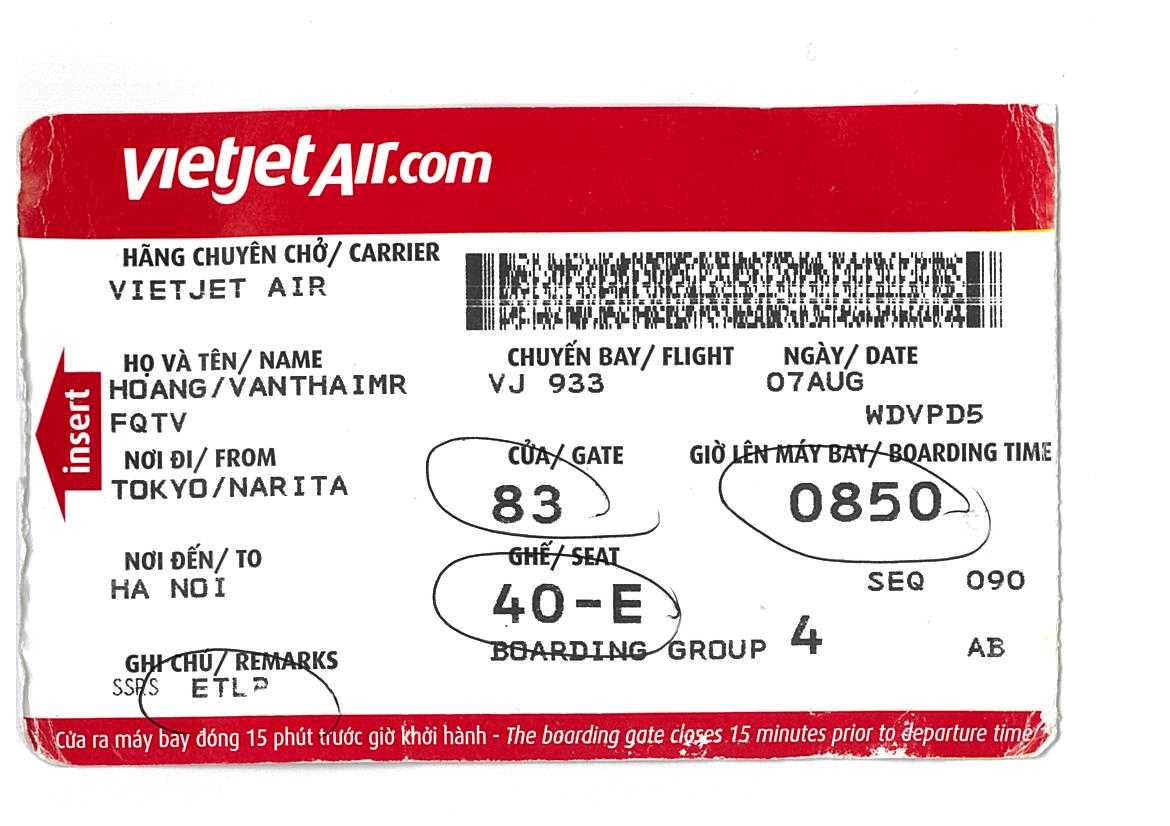 vietjetAir.com
HÃNG CHUYÊN CHỞ/ CARRIER
VIETJET AIR
HỌ VÀ TÊN/ NAME
HOANG/VANTHAIMR
CHUYẾN BAY/ FLIGHT
VJ 933
NGÀY/ DATE
07AUG
FQTV
WDVPD5
NƠI ĐI/ FROM
TOKYO/NARITA
CỬA/ GATE
83
GIỜ LÊN MÁY BAY/ BOARDING TIME
0850
NƠI ĐẾN/ TO
HA NOI
GHẾ/ SEAT
40-E
SEQ 090
BOARDING GROUP 4
AB
GHI CHÚ/ REMARKS
SSRS ETLP
insert
Cửa ra máy bay đóng 15 phút trước giờ khởi hành - The boarding gate closes 15 minutes prior to departure time